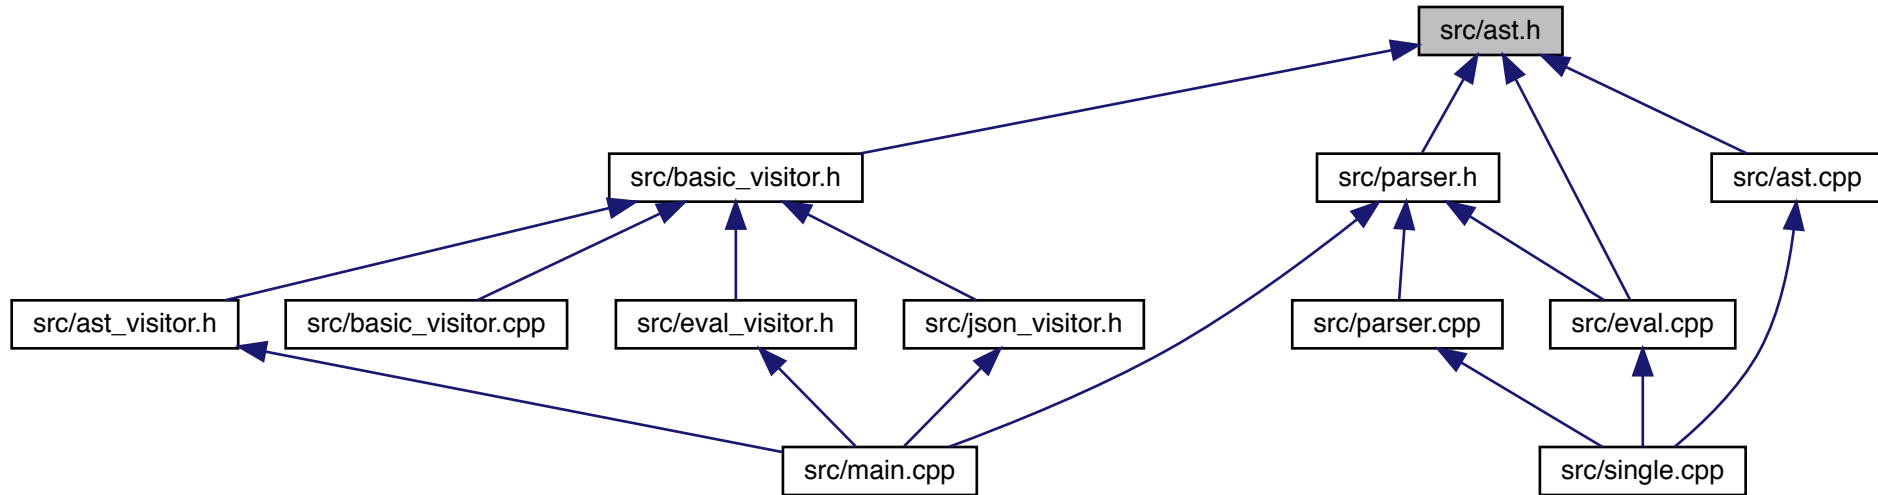 src/ast.h
src/basic_visitor.h
src/parser.h
src/ast.cpp
src/ast_visitor.h
src/basic_visitor.cpp
src/eval_visitor.h
src/json_visitor.h
src/parser.cpp
src/eval.cpp
src/main.cpp
src/single.cpp